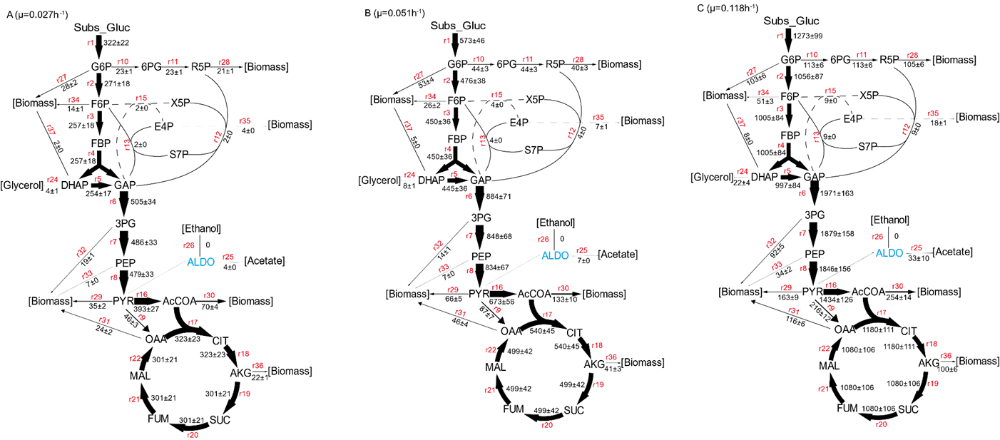 A (μ=0.027h⁻¹)
Subs_Gluc
r1 322±22
G6P r10 23±1 6PG r11 23±1 R5P r28 21±1 [Biomass]
r27 28±2
r2 271±18
[Biomass] r34 14±1 F6P r15 2±0 X5P
r3 257±18
E4P r35 4±0 [Biomass]
r37 2±0
FBP r13 2±0 r12 2±0
S7P
r4 257±18
[Glycerol] r24 4±1 DHAP r5 254±17 GAP
r6 505±34
3PG
[Ethanol]
r32 19±1
r7 486±33
r26 0
PEP ALDO r25 4±0 [Acetate]
r33 7±0
r8 479±33
[Biomass] r29 35±2 PYR r16 393±27 AcCOA r30 70±4 [Biomass]
r31 24±2
r9 46±3
r17 323±23
OAA CIT
323±23 r18
r22 301±21
MAL AKG r36 22±1 [Biomass]
r21 301±21
301±21 r19
FUM 301±21 SUC
r20
B (μ=0.051h⁻¹)
Subs_Gluc
r1 573±46
G6P r10 44±3 6PG r11 44±3 R5P r28 40±3 [Biomass]
r27 53±4
r2 476±38
[Biomass] r34 26±2 F6P r15 4±0 X5P
r3 450±36
E4P r35 7±1 [Biomass]
r37 5±0
FBP r13 4±0 r12 4±0
S7P
r4 450±36
[Glycerol] r24 8±1 DHAP r5 445±36 GAP
r6 884±71
3PG
[Ethanol]
r32 14±1
r7 848±68
r26 0
PEP ALDO r25 7±0 [Acetate]
r33 7±0
r8 834±67
[Biomass] r29 66±5 PYR r16 673±56 AcCOA r30 133±10 [Biomass]
r31 46±4
r9 87±7
r17 540±45
OAA CIT
540±45 r18
r22 499±42
MAL AKG r36 41±3 [Biomass]
r21 499±42
499±42 r19
FUM 499±42 SUC
r20
C (μ=0.118h⁻¹)
Subs_Gluc
r1 1273±99
G6P r10 113±6 6PG r11 113±6 R5P r28 105±6 [Biomass]
r27 103±6
r2 1056±87
[Biomass] r34 51±3 F6P r15 9±0 X5P
r3 1005±84
E4P r35 18±1 [Biomass]
r37 8±0
FBP r13 9±0 r12 9±0
S7P
r4 1005±84
[Glycerol] r24 22±4 DHAP r5 997±84 GAP
r6 1971±163
3PG
[Ethanol]
r32 92±5
r7 1879±158
r26 0
PEP ALDO r25 33±10 [Acetate]
r33 34±2
r8 1846±156
[Biomass] r29 163±9 PYR r16 1434±126 AcCOA r30 254±14 [Biomass]
r31 116±6
r9 216±12
r17 1180±111
OAA CIT
1180±111 r18
r22 1080±106
MAL AKG r36 100±6 [Biomass]
r21 1080±106
1080±106 r19
FUM 1080±106 SUC
r20